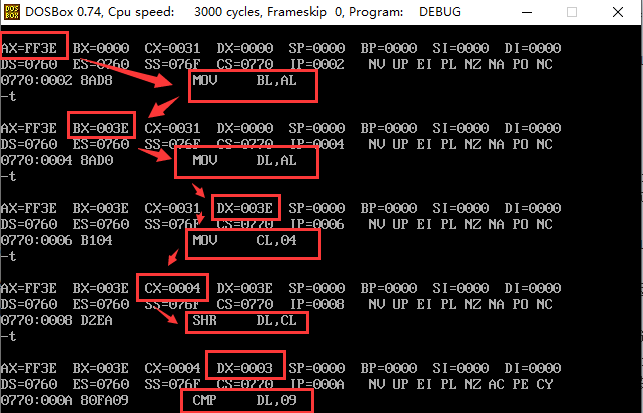 DOSBox 0.74, Cpu speed: 3000 cycles, Frameskip 0, Program: DEBUG
AX=FF3E BX=0000 CX=0031 DX=0000 SP=0000 BP=0000 SI=0000 DI=0000
DS=0760 ES=0760 SS=076F CS=0770 IP=0002 NV UP EI PL NZ NA PO NC
0770:0002 8AD8 MOV BL,AL
-t
AX=FF3E BX=003E CX=0031 DX=0000 SP=0000 BP=0000 SI=0000 DI=0000
DS=0760 ES=0760 SS=076F CS=0770 IP=0004 NV UP EI PL NZ NA PO NC
0770:0004 8AD0 MOV DL,AL
-t
AX=FF3E BX=003E CX=0031 DX=003E SP=0000 BP=0000 SI=0000 DI=0000
DS=0760 ES=0760 SS=076F CS=0770 IP=0006 NV UP EI PL NZ NA PO NC
0770:0006 B104 MOV CL,04
-t
AX=FF3E BX=003E CX=0004 DX=003E SP=0000 BP=0000 SI=0000 DI=0000
DS=0760 ES=0760 SS=076F CS=0770 IP=0008 NV UP EI PL NZ NA PO NC
0770:0008 D2EA SHR DL,CL
-t
AX=FF3E BX=003E CX=0004 DX=0003 SP=0000 BP=0000 SI=0000 DI=0000
DS=0760 ES=0760 SS=076F CS=0770 IP=000A NV UP EI PL NZ AC PE CY
0770:000A 80FA09 CMP DL,09